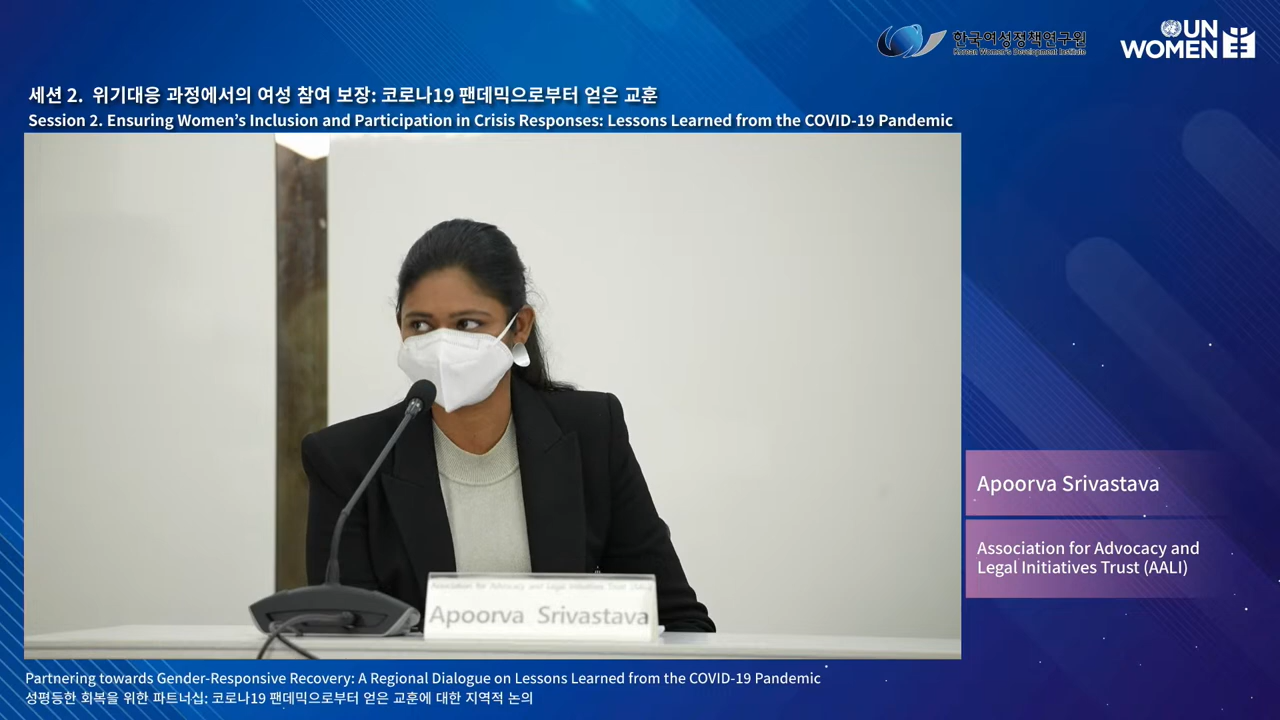 한국여성정책연구원
Korean Women's Development Institute
UN
WOMEN
세션 2. 위기대응 과정에서의 여성 참여 보장: 코로나19 팬데믹으로부터 얻은 교훈
Session 2. Ensuring Women's Inclusion and Participation in Crisis Responses: Lessons Learned from the COVID-19 Pandemic
Apoorva Srivastava
Association for Advocacy and
Legal Initiatives Trust (AALI)
Association for Advocacy and Legal Initiatives Trust (AALI)
Apoorva Srivastava
Partnering towards Gender-Responsive Recovery: A Regional Dialogue on Lessons Learned from the COVID-19 Pandemic
성평등한 회복을 위한 파트너십: 코로나19 팬데믹으로부터 얻은 교훈에 대한 지역적 논의